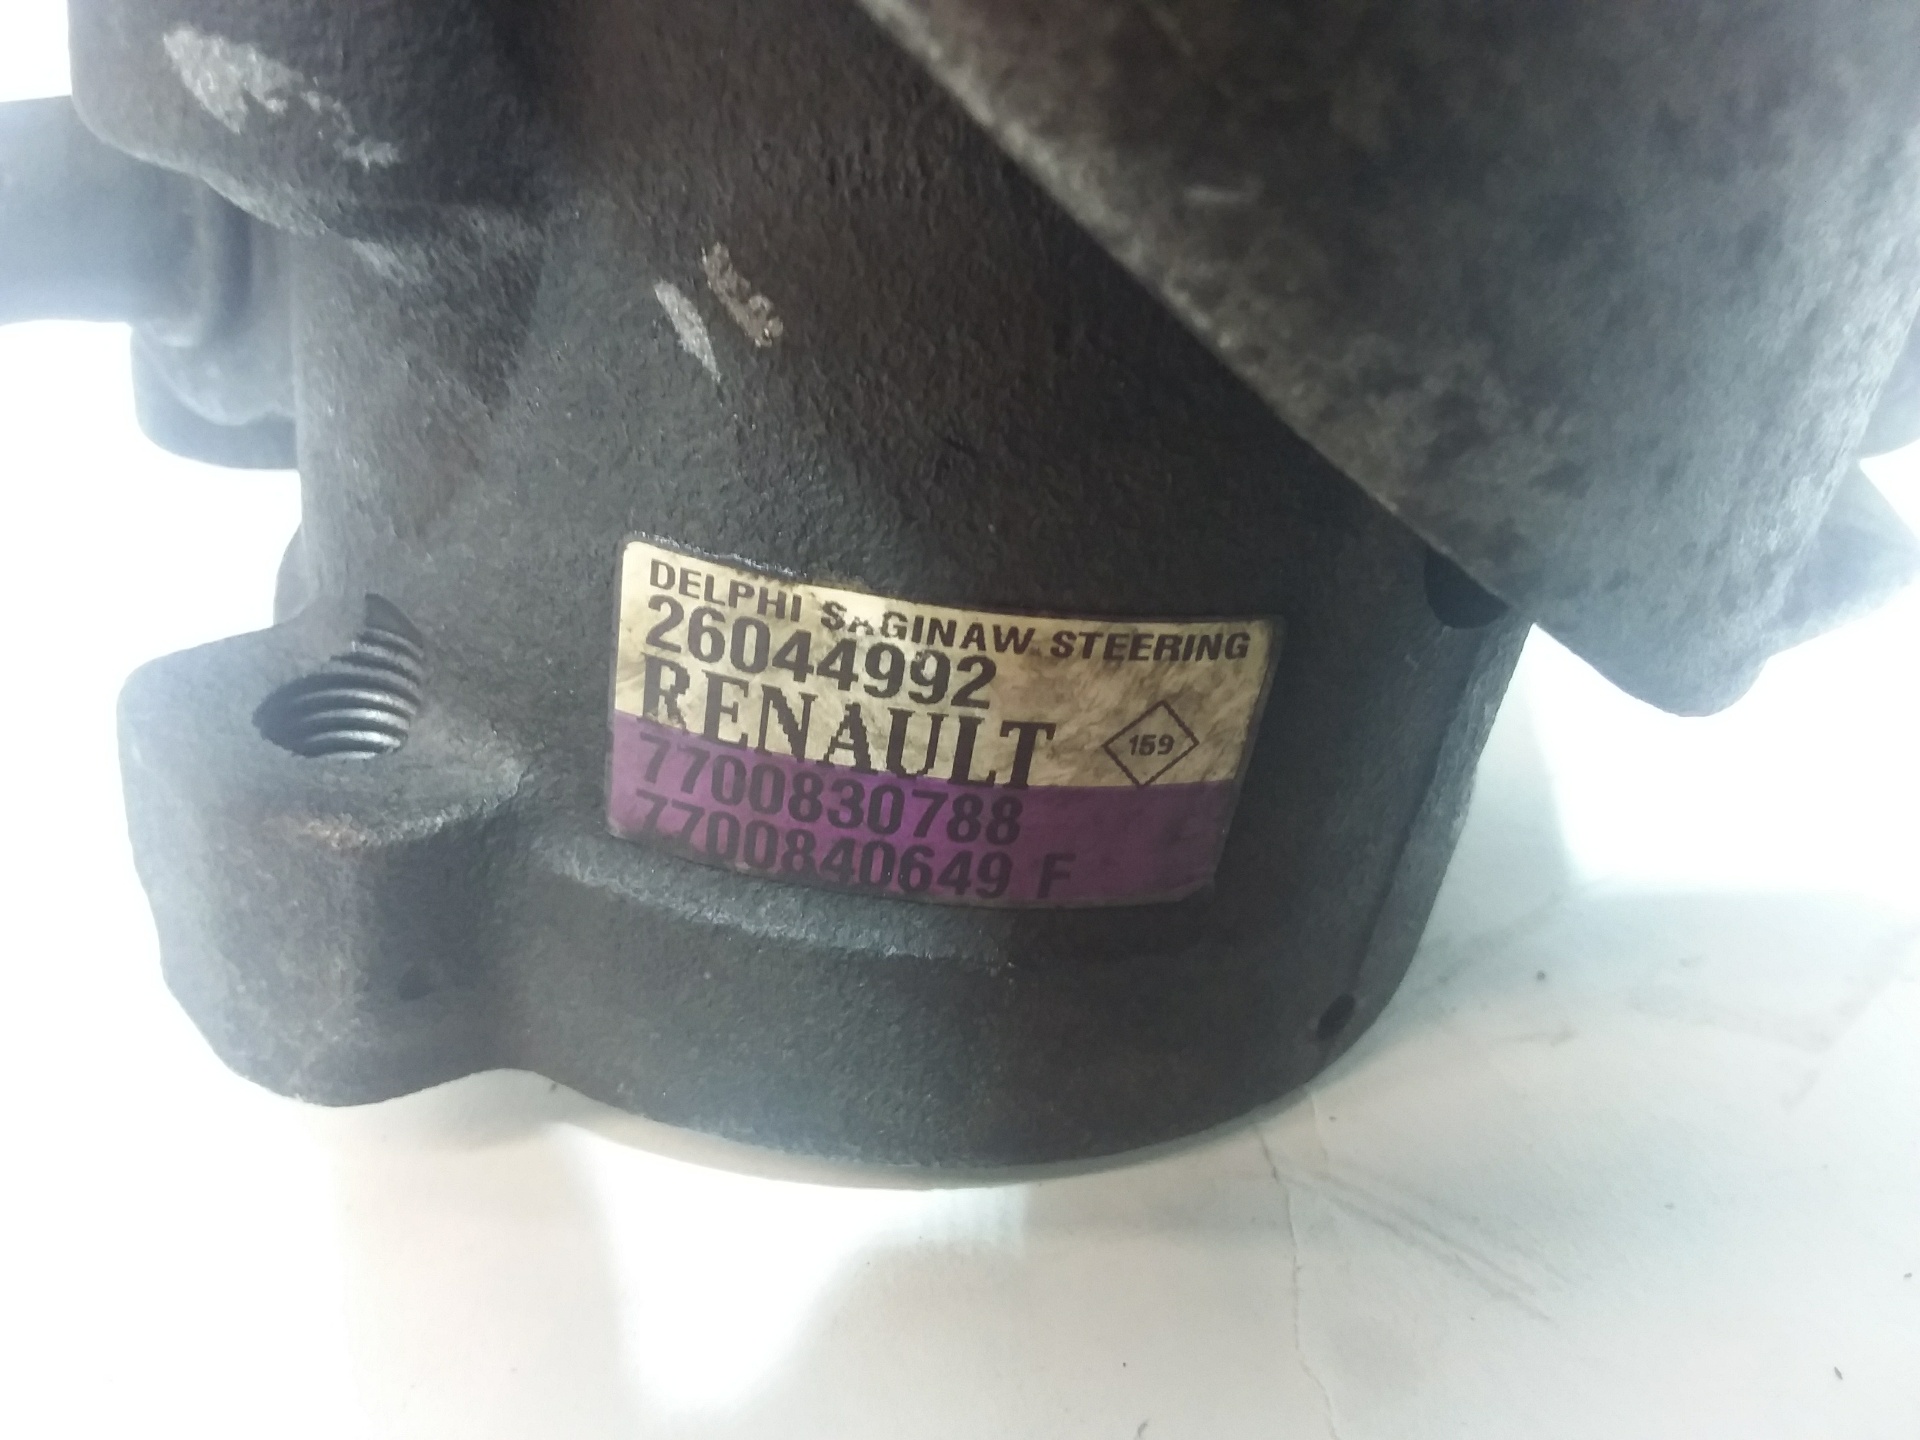 DELPHI SAGINAW STEERING
26044992
RENAULT
159
7700830788
7700840649 F